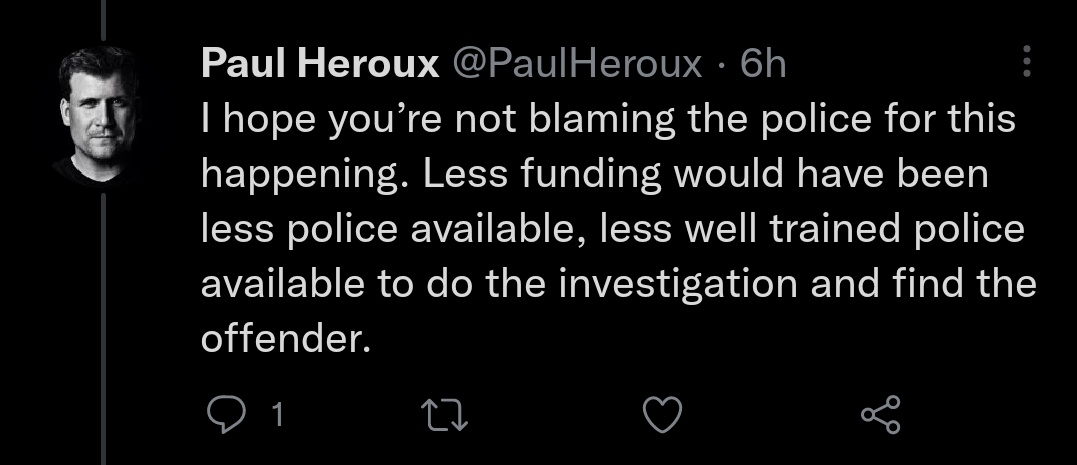 Paul Heroux @PaulHeroux · 6h
I hope you’re not blaming the police for this
happening. Less funding would have been
less police available, less well trained police
available to do the investigation and find the
offender.
1